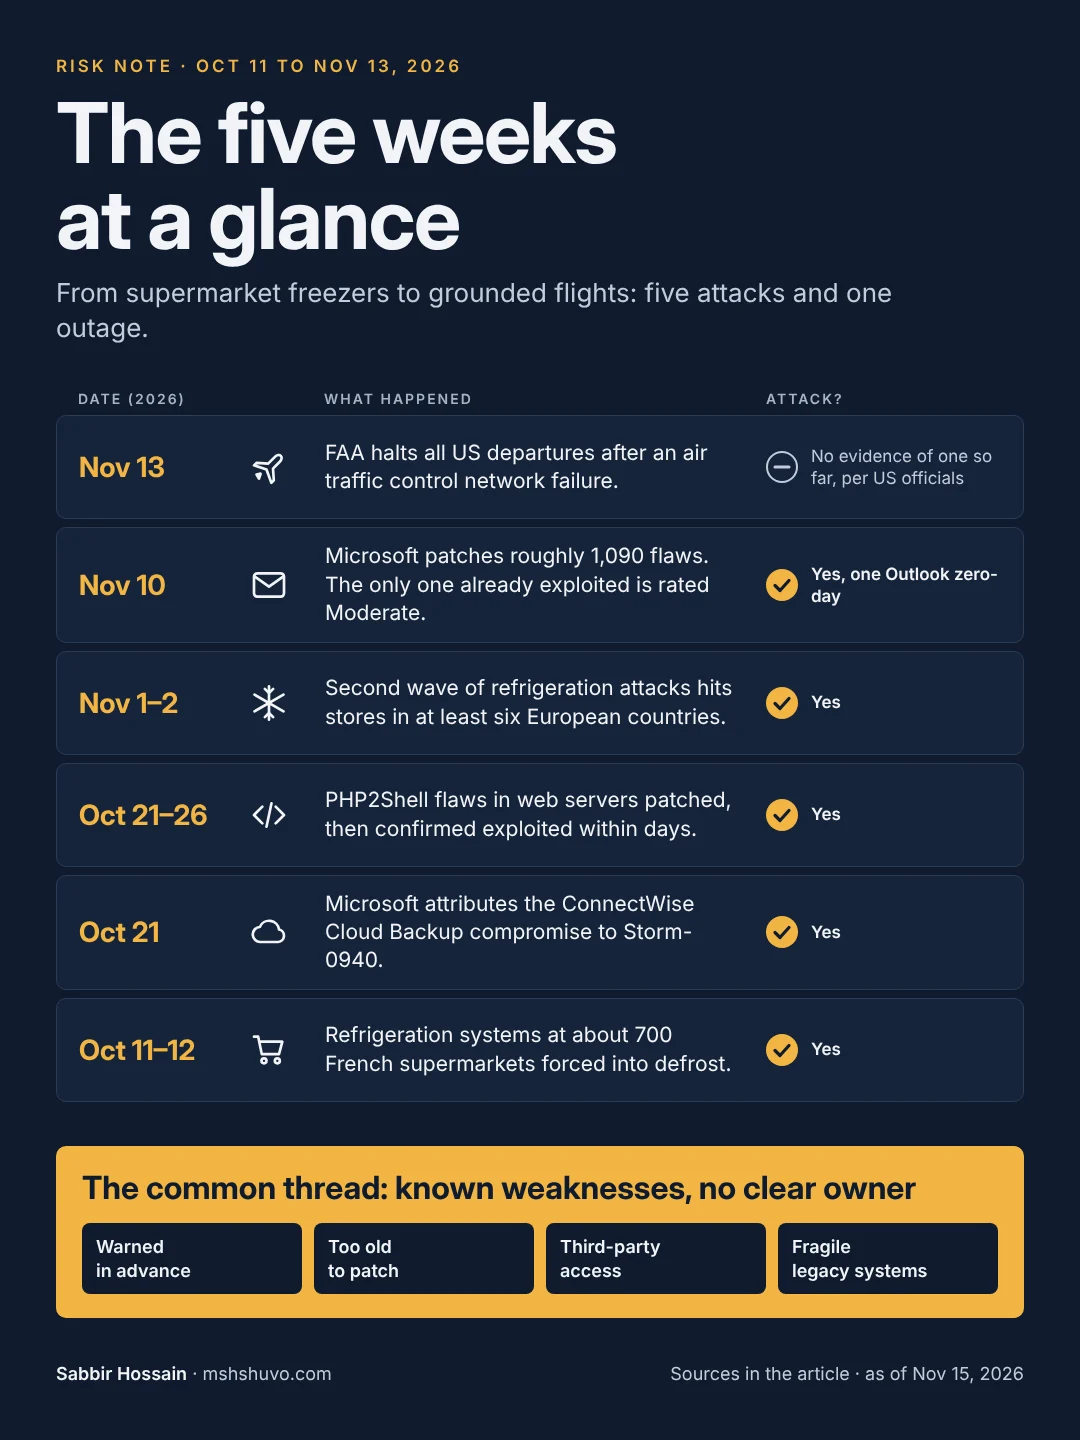 RISK NOTE · OCT 11 TO NOV 13, 2026
The five weeks
at a glance
From supermarket freezers to grounded flights: five attacks and one
outage.
DATE (2026)
WHAT HAPPENED
ATTACK?
Nov 13
FAA halts all US departures after an air
traffic control network failure.
No evidence of one so
far, per US officials
Nov 10
Microsoft patches roughly 1,090 flaws.
The only one already exploited is rated
Moderate.
Yes, one Outlook zero-
day
Nov 1–2
Second wave of refrigeration attacks hits
stores in at least six European countries.
Yes
Oct 21–26
PHP2Shell flaws in web servers patched,
then confirmed exploited within days.
Yes
Oct 21
Microsoft attributes the ConnectWise
Cloud Backup compromise to Storm-
0940.
Yes
Oct 11–12
Refrigeration systems at about 700
French supermarkets forced into defrost.
Yes
The common thread: known weaknesses, no clear owner
Warned
in advance
Too old
to patch
Third-party
access
Fragile
legacy systems
Sabbir Hossain · mshshuvo.com
Sources in the article · as of Nov 15, 2026